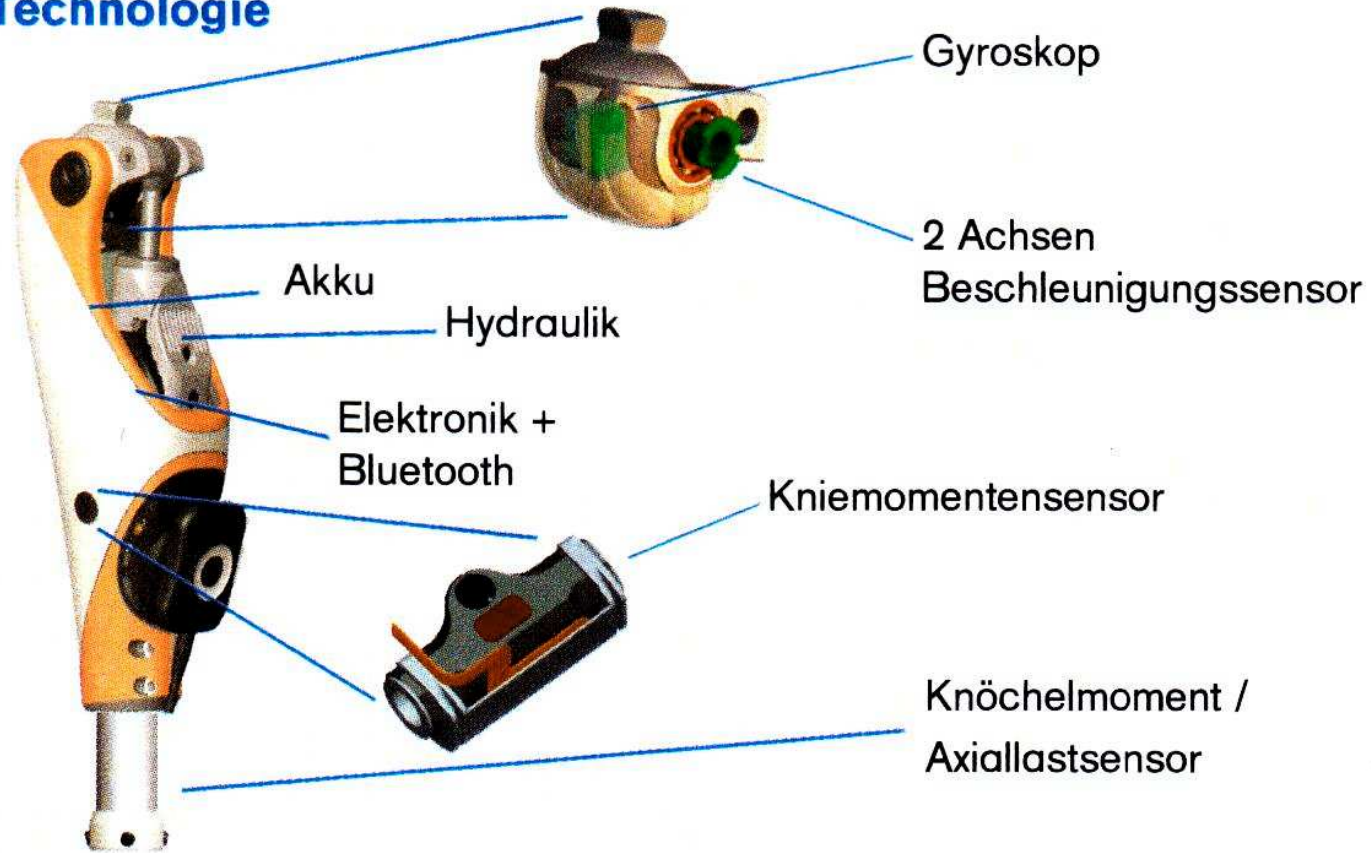 Technologie
Gyroskop
2 Achsen
Beschleunigungssensor
Akku
Hydraulik
Elektronik +
Bluetooth
Kniemomentensensor
Knöchelmoment /
Axiallastsensor